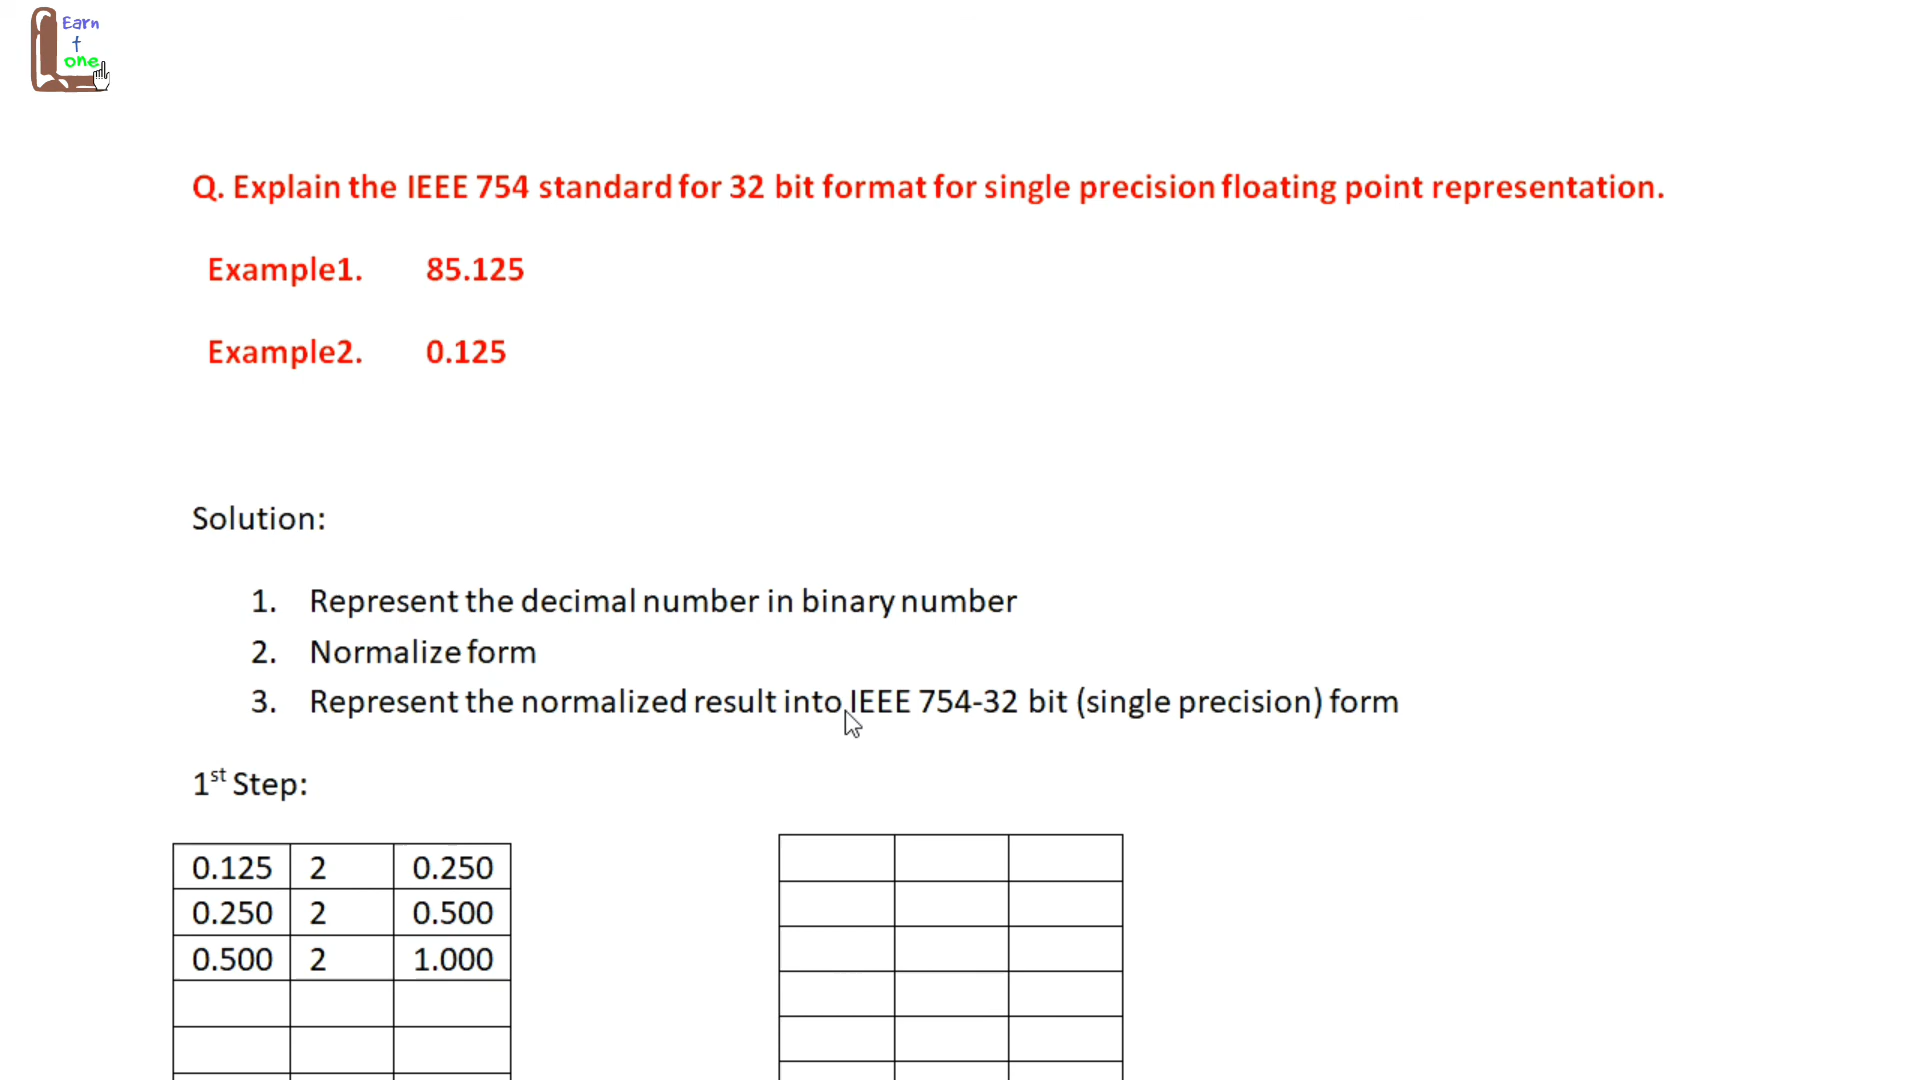 Earn
t
one
Q. Explain the IEEE 754 standard for 32 bit format for single precision floating point representation.
Example1. 85.125
Example2. 0.125
Solution:
1. Represent the decimal number in binary number
2. Normalize form
3. Represent the normalized result into IEEE 754-32 bit (single precision) form
1st Step:
0.125 2 0.250
0.250 2 0.500
0.500 2 1.000